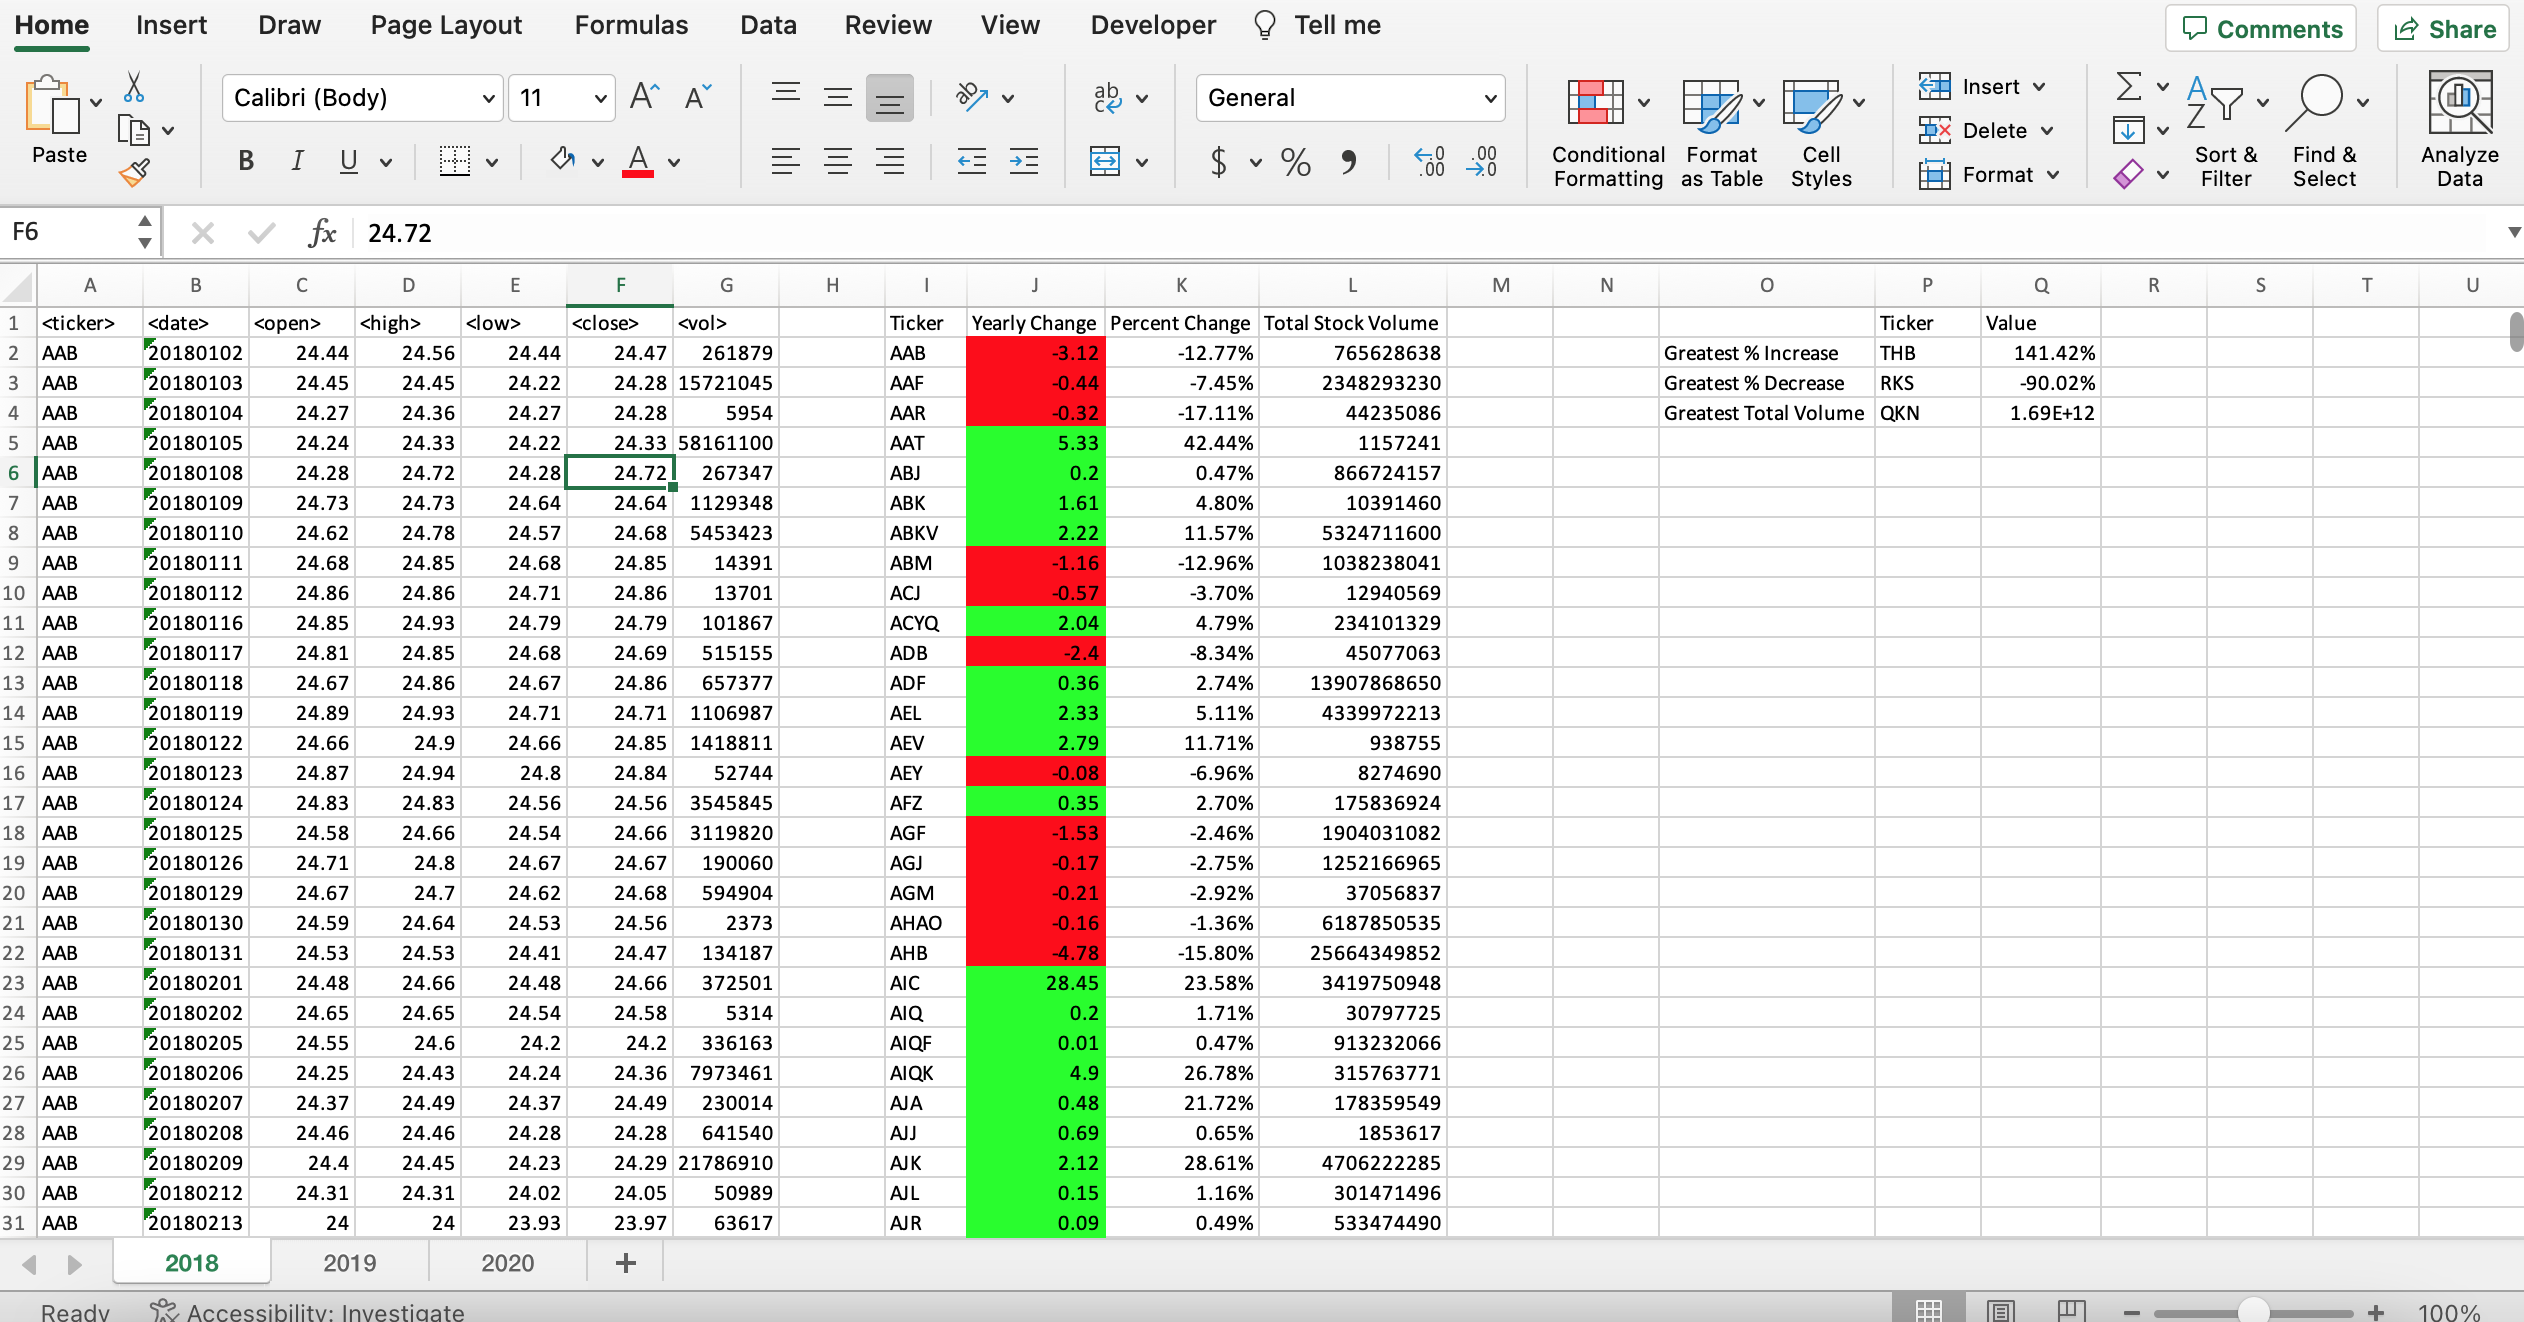 Home Insert Draw Page Layout Formulas Data Review View Developer Tell me Comments Share
Calibri (Body) 11 General Insert
Paste Delete
B I U A $ % Conditional Formatting Format as Table Cell Styles Format Sort & Filter Find & Select Analyze Data
F6 fx 24.72
A B C D E F G H I J K L M N O P Q R S T U
1 <ticker> <date> <open> <high> <low> <close> <vol> Ticker Yearly Change Percent Change Total Stock Volume Ticker Value
2 AAB 20180102 24.44 24.56 24.44 24.47 261879 AAB -3.12 -12.77% 765628638 Greatest % Increase THB 141.42%
3 AAB 20180103 24.45 24.45 24.22 24.28 15721045 AAF -0.44 -7.45% 2348293230 Greatest % Decrease RKS -90.02%
4 AAB 20180104 24.27 24.36 24.27 24.28 5954 AAR -0.32 -17.11% 44235086 Greatest Total Volume QKN 1.69E+12
5 AAB 20180105 24.24 24.33 24.22 24.33 58161100 AAT 5.33 42.44% 1157241
6 AAB 20180108 24.28 24.72 24.28 24.72 267347 ABJ 0.2 0.47% 866724157
7 AAB 20180109 24.73 24.73 24.64 24.64 1129348 ABK 1.61 4.80% 10391460
8 AAB 20180110 24.62 24.78 24.57 24.68 5453423 ABKV 2.22 11.57% 5324711600
9 AAB 20180111 24.68 24.85 24.68 24.85 14391 ABM -1.16 -12.96% 1038238041
10 AAB 20180112 24.86 24.86 24.71 24.86 13701 ACJ -0.57 -3.70% 12940569
11 AAB 20180116 24.85 24.93 24.79 24.79 101867 ACYQ 2.04 4.79% 234101329
12 AAB 20180117 24.81 24.85 24.68 24.69 515155 ADB -2.4 -8.34% 45077063
13 AAB 20180118 24.67 24.86 24.67 24.86 657377 ADF 0.36 2.74% 13907868650
14 AAB 20180119 24.89 24.93 24.71 24.71 1106987 AEL 2.33 5.11% 4339972213
15 AAB 20180122 24.66 24.9 24.66 24.85 1418811 AEV 2.79 11.71% 938755
16 AAB 20180123 24.87 24.94 24.8 24.84 52744 AEY -0.08 -6.96% 8274690
17 AAB 20180124 24.83 24.83 24.56 24.56 3545845 AFZ 0.35 2.70% 175836924
18 AAB 20180125 24.58 24.66 24.54 24.66 3119820 AGF -1.53 -2.46% 1904031082
19 AAB 20180126 24.71 24.8 24.67 24.67 190060 AGJ -0.17 -2.75% 1252166965
20 AAB 20180129 24.67 24.7 24.62 24.68 594904 AGM -0.21 -2.92% 37056837
21 AAB 20180130 24.59 24.64 24.53 24.56 2373 AHAO -0.16 -1.36% 6187850535
22 AAB 20180131 24.53 24.53 24.41 24.47 134187 AHB -4.78 -15.80% 25664349852
23 AAB 20180201 24.48 24.66 24.48 24.66 372501 AIC 28.45 23.58% 3419750948
24 AAB 20180202 24.65 24.65 24.54 24.58 5314 AIQ 0.2 1.71% 30797725
25 AAB 20180205 24.55 24.6 24.2 24.2 336163 AIQF 0.01 0.47% 913232066
26 AAB 20180206 24.25 24.43 24.24 24.36 7973461 AIQK 4.9 26.78% 315763771
27 AAB 20180207 24.37 24.49 24.37 24.49 230014 AJA 0.48 21.72% 178359549
28 AAB 20180208 24.46 24.46 24.28 24.28 641540 AJJ 0.69 0.65% 1853617
29 AAB 20180209 24.4 24.45 24.23 24.29 21786910 AJK 2.12 28.61% 4706222285
30 AAB 20180212 24.31 24.31 24.02 24.05 50989 AJL 0.15 1.16% 301471496
31 AAB 20180213 24 24 23.93 23.97 63617 AJR 0.09 0.49% 533474490
2018 2019 2020 +
Ready Accessibility: Investigate 100%